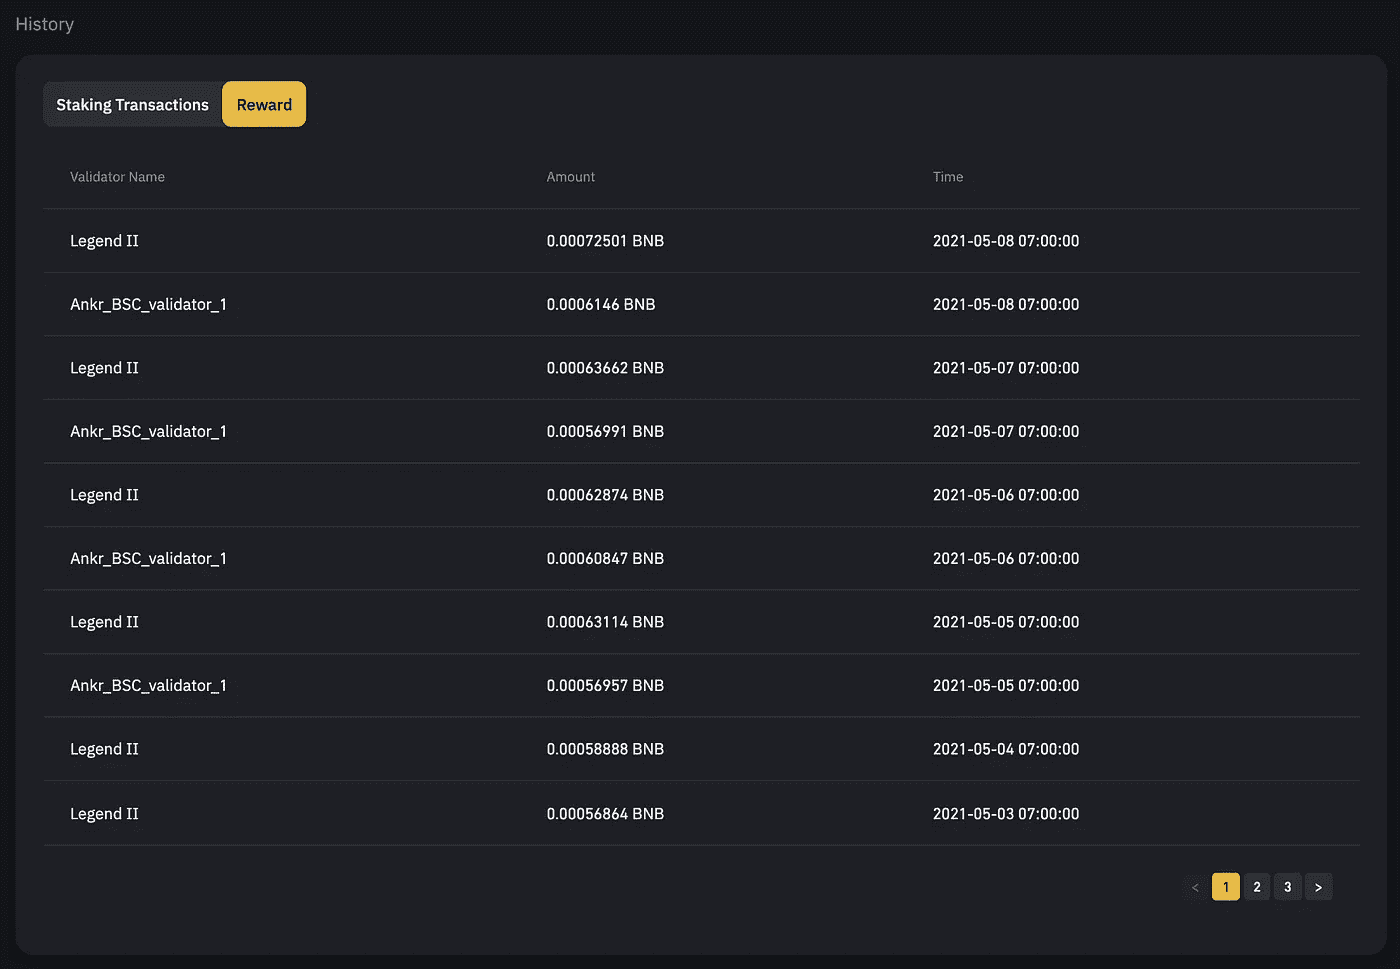 History
Staking Transactions Reward
Validator Name Amount Time
Legend II 0.00072501 BNB 2021-05-08 07:00:00
Ankr_BSC_validator_1 0.0006146 BNB 2021-05-08 07:00:00
Legend II 0.00063662 BNB 2021-05-07 07:00:00
Ankr_BSC_validator_1 0.00056991 BNB 2021-05-07 07:00:00
Legend II 0.00062874 BNB 2021-05-06 07:00:00
Ankr_BSC_validator_1 0.00060847 BNB 2021-05-06 07:00:00
Legend II 0.00063114 BNB 2021-05-05 07:00:00
Ankr_BSC_validator_1 0.00056957 BNB 2021-05-05 07:00:00
Legend II 0.00058888 BNB 2021-05-04 07:00:00
Legend II 0.00056864 BNB 2021-05-03 07:00:00
< 1 2 3 >